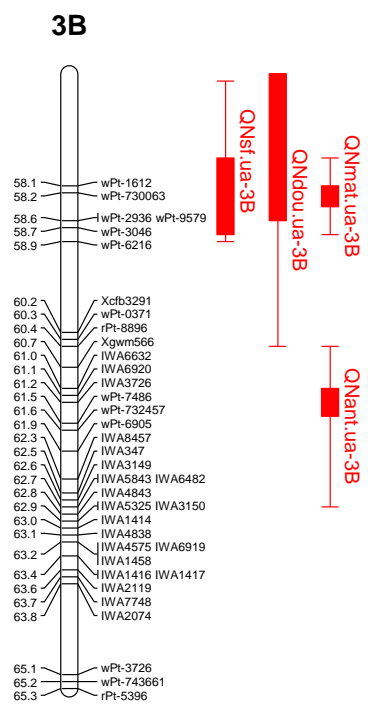 3B
58.1 wPt-1612
58.2 wPt-730063
58.6 wPt-2936 wPt-9579
58.7 wPt-3046
58.9 wPt-6216
60.2 Xcfb3291
60.3 wPt-0371
60.4 rPt-8896
60.7 Xgwm566
61.0 IWA6632
61.1 IWA6920
61.2 IWA3726
61.5 wPt-7486
61.6 wPt-732457
61.9 wPt-6905
62.3 IWA8457
62.5 IWA347
62.6 IWA3149
62.7 IWA5843 IWA6482
62.8 IWA4843
62.9 IWA5325 IWA3150
63.0 IWA1414
63.1 IWA4838
63.2 IWA4575 IWA6919
IWA1458
63.4 IWA1416 IWA1417
63.6 IWA2119
63.7 IWA7748
63.8 IWA2074
65.1 wPt-3726
65.2 wPt-743661
65.3 rPt-5396
QNsf.ua-3B
QNdou.ua-3B
QNmat.ua-3B
QNant.ua-3B